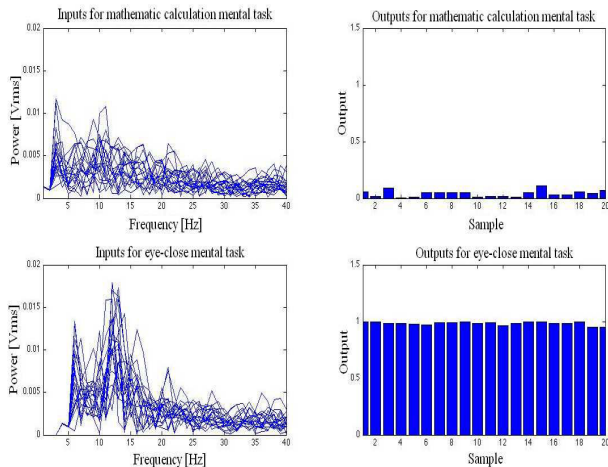 Inputs for mathematic calculation mental task
0.02
0.015
0.01
0.005
0
Power [Vrms]
5 10 15 20 25 30 35 40
Frequency [Hz]
Outputs for mathematic calculation mental task
1.5
1
0.5
0
Output
2 4 6 8 10 12 14 16 18 20
Sample
Inputs for eye-close mental task
0.02
0.015
0.01
0.005
0
Power [Vrms]
5 10 15 20 25 30 35 40
Frequency [Hz]
Outputs for eye-close mental task
1.5
1
0.5
0
Output
2 4 6 8 10 12 14 16 18 20
Sample